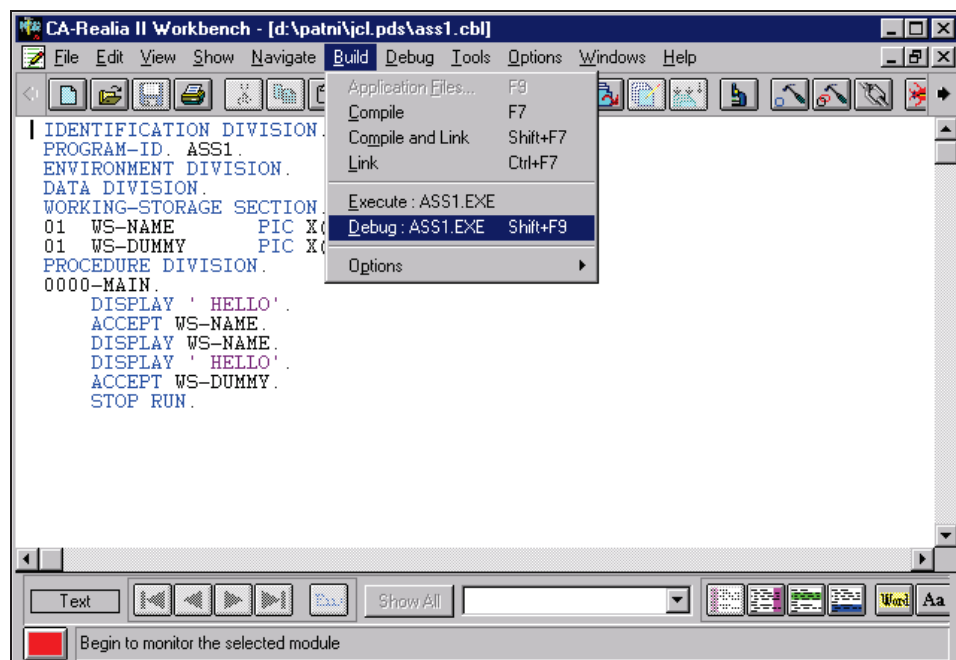 CA-Realia II Workbench - [d:\patni\jcl.pds\ass1.cbl]
File Edit View Show Navigate Build Debug Tools Options Windows Help
Application Files... F9
Compile F7
Compile and Link Shift+F7
Link Ctrl+F7
Execute : ASS1.EXE
Debug : ASS1.EXE Shift+F9
Options
IDENTIFICATION DIVISION.
PROGRAM-ID. ASS1.
ENVIRONMENT DIVISION.
DATA DIVISION.
WORKING-STORAGE SECTION.
01 WS-NAME PIC X(
01 WS-DUMMY PIC X(
PROCEDURE DIVISION.
0000-MAIN.
DISPLAY ' HELLO'.
ACCEPT WS-NAME.
DISPLAY WS-NAME.
DISPLAY ' HELLO'.
ACCEPT WS-DUMMY.
STOP RUN.
Text Show All Word Aa
Begin to monitor the selected module